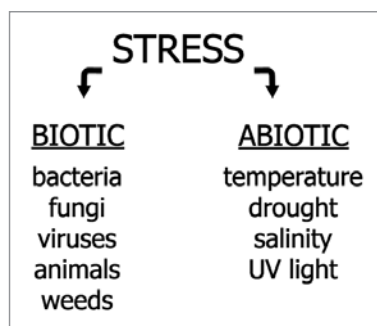 STRESS
BIOTIC
bacteria
fungi
viruses
animals
weeds
ABIOTIC
temperature
drought
salinity
UV light